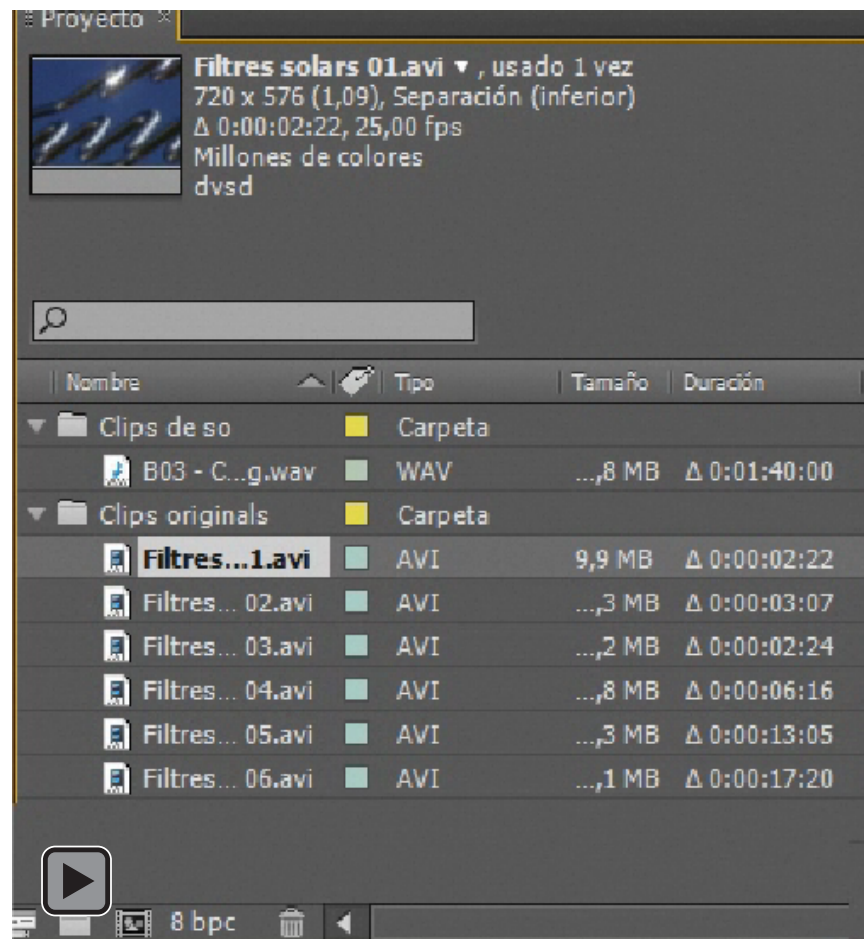 Proyecto ×
Filtres solars 01.avi ▼ , usado 1 vez
720 x 576 (1,09), Separación (inferior)
Δ 0:00:02:22, 25,00 fps
Millones de colores
dvsd
Nombre Tipo Tamaño Duración
Clips de so Carpeta
B03 - C...g.wav WAV ...,8 MB Δ 0:01:40:00
Clips originals Carpeta
Filtres...1.avi AVI 9,9 MB Δ 0:00:02:22
Filtres... 02.avi AVI ...,3 MB Δ 0:00:03:07
Filtres... 03.avi AVI ...,2 MB Δ 0:00:02:24
Filtres... 04.avi AVI ...,8 MB Δ 0:00:06:16
Filtres... 05.avi AVI ...,3 MB Δ 0:00:13:05
Filtres... 06.avi AVI ...,1 MB Δ 0:00:17:20
8 bpc